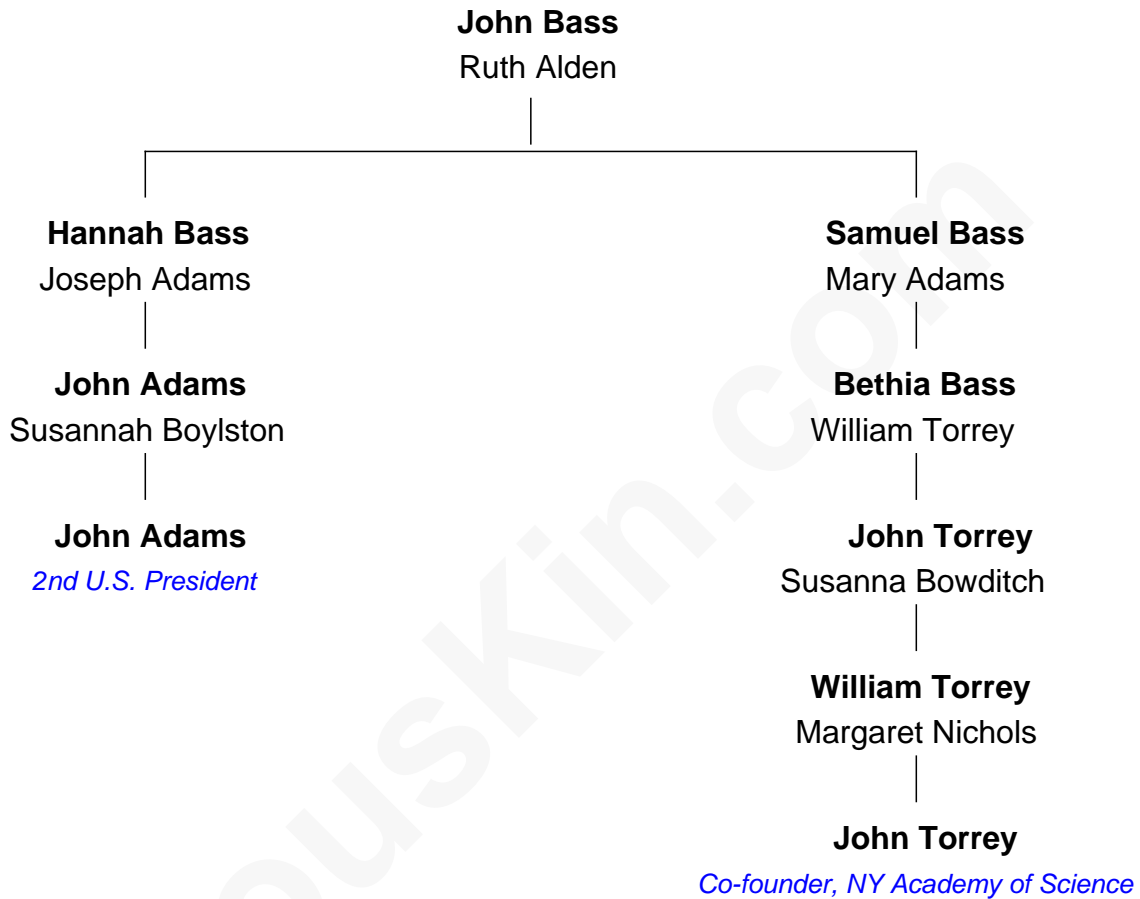 John Bass
Ruth Alden
Hannah Bass
Joseph Adams
John Adams
Susannah Boylston
John Adams
2nd U.S. President
Samuel Bass
Mary Adams
Bethia Bass
William Torrey
John Torrey
Susanna Bowditch
William Torrey
Margaret Nichols
John Torrey
Co-founder, NY Academy of Science
ousKin.com